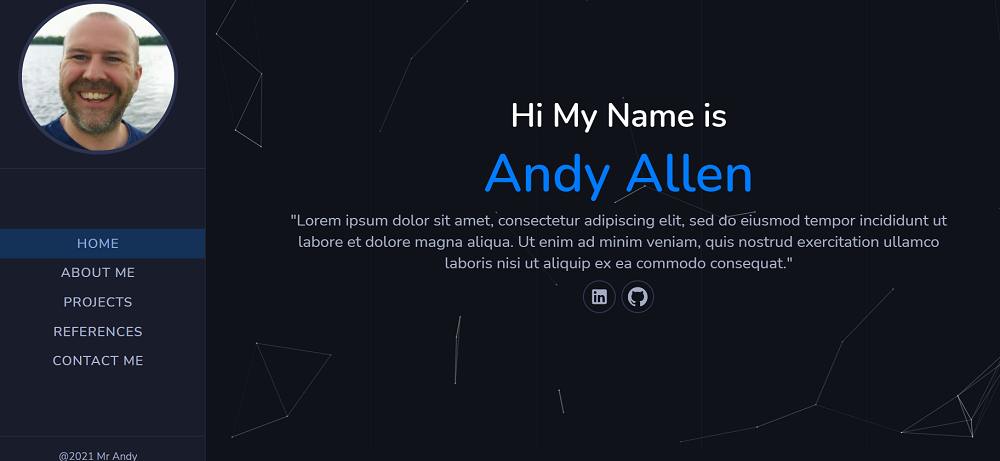 HOME
ABOUT ME
PROJECTS
REFERENCES
CONTACT ME
@2021 Mr Andy
Hi My Name is
Andy Allen
"Lorem ipsum dolor sit amet, consectetur adipiscing elit, sed do eiusmod tempor incididunt ut
labore et dolore magna aliqua. Ut enim ad minim veniam, quis nostrud exercitation ullamco
laboris nisi ut aliquip ex ea commodo consequat."
in